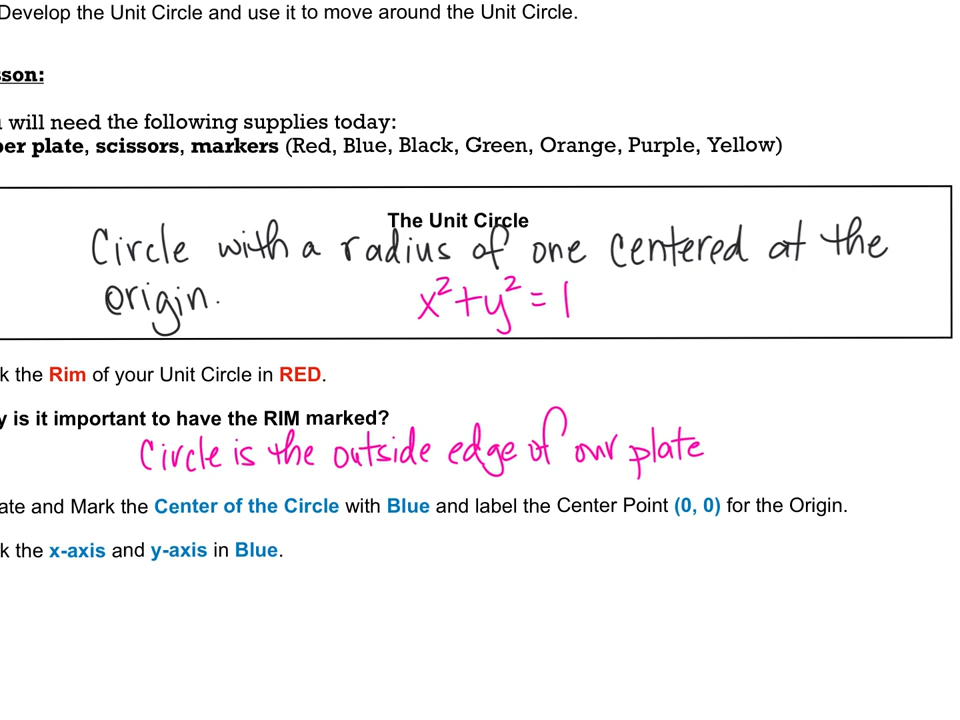 Develop the Unit Circle and use it to move around the Unit Circle.
sson:
will need the following supplies today:
er plate, scissors, markers (Red, Blue, Black, Green, Orange, Purple, Yellow)
The Unit Circle
Circle with a radius of one centered at the
origin. x²+y²=1
k the Rim of your Unit Circle in RED.
y is it important to have the RIM marked?
Circle is the outside edge of our plate
ate and Mark the Center of the Circle with Blue and label the Center Point (0, 0) for the Origin.
k the x-axis and y-axis in Blue.